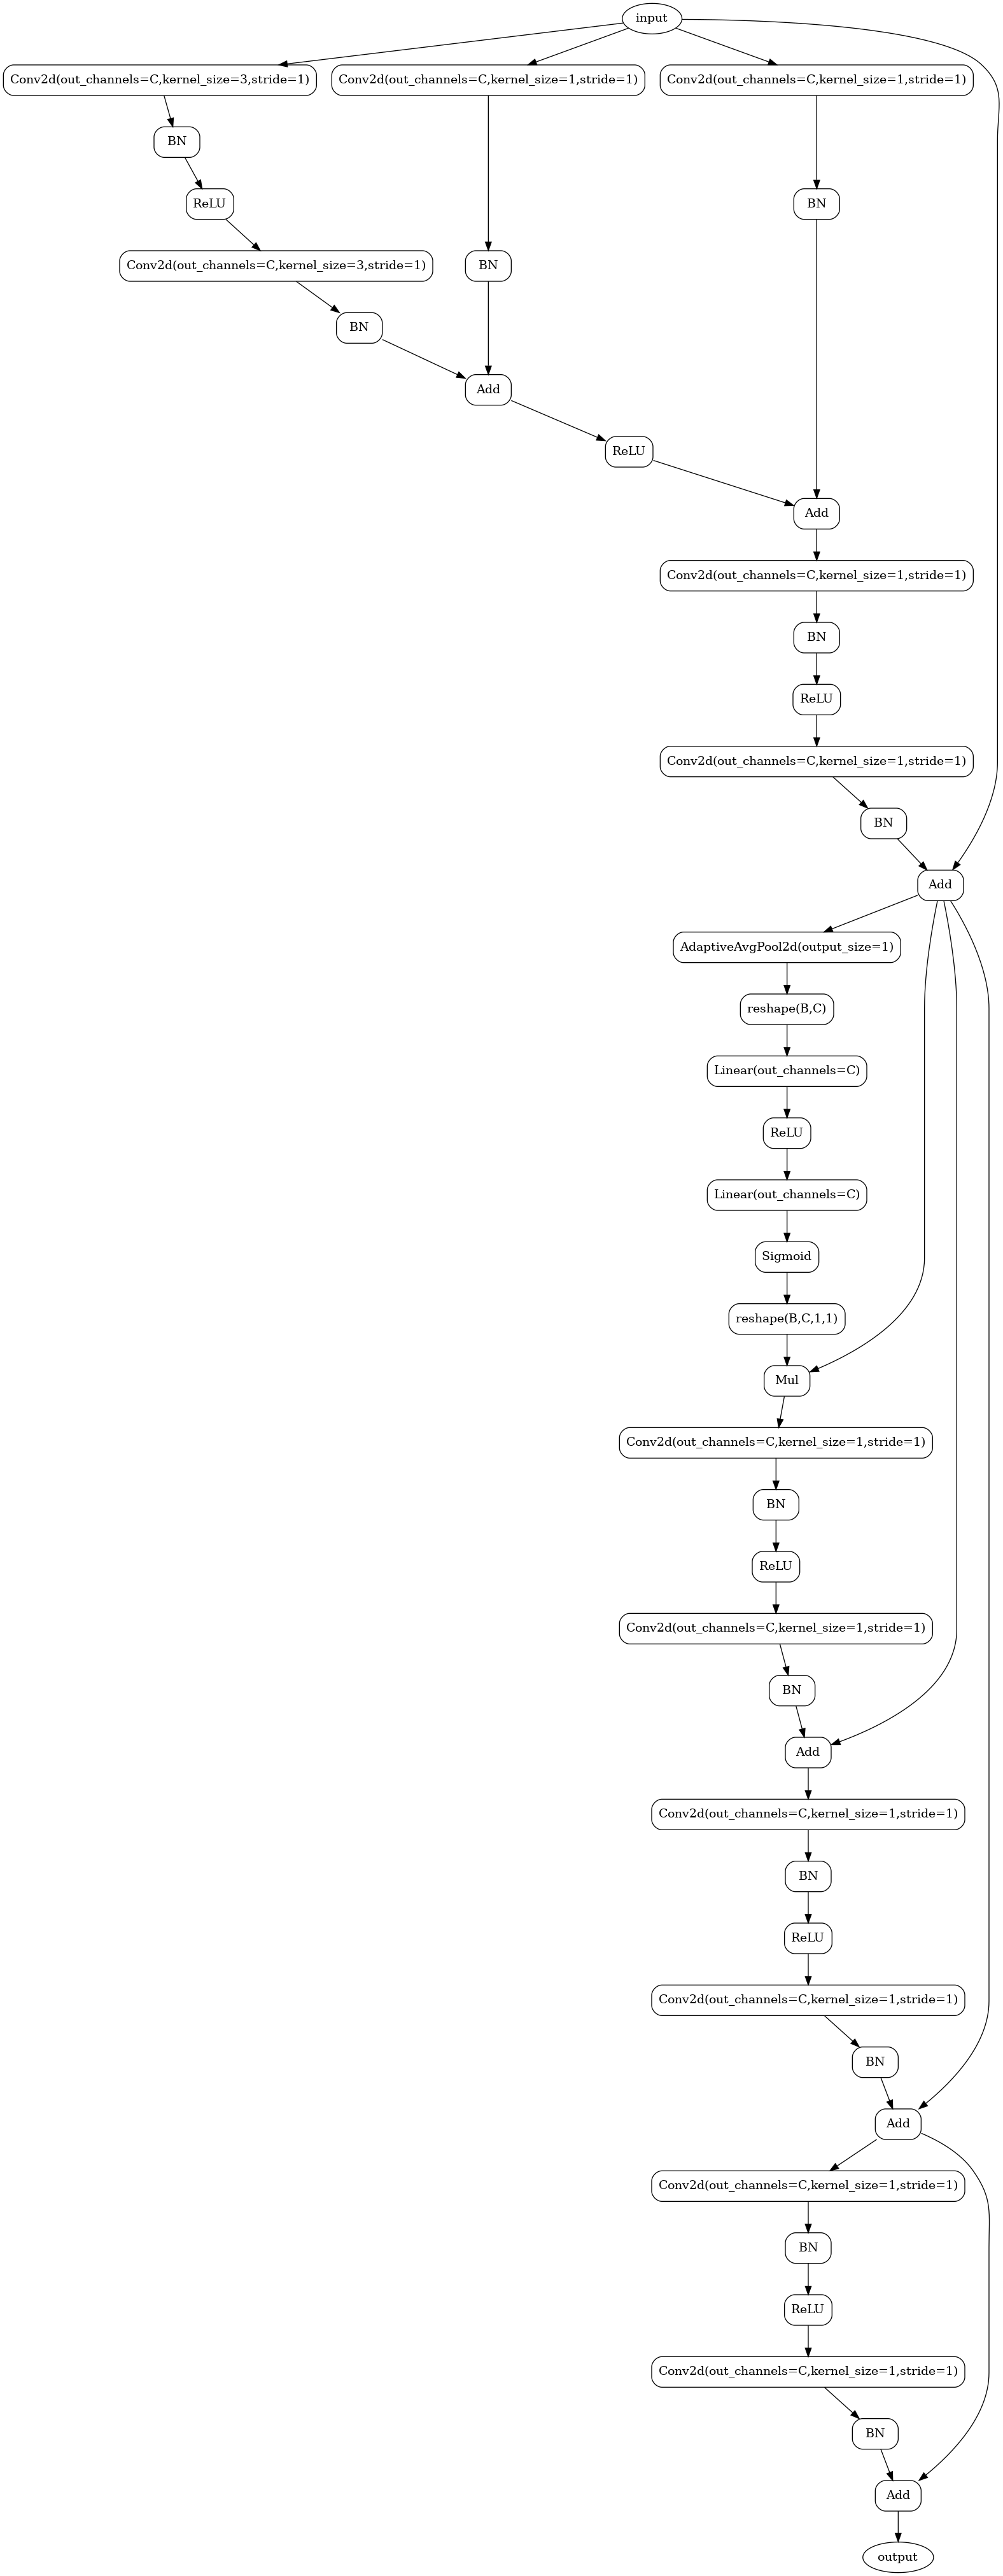 input
Conv2d(out_channels=C,kernel_size=3,stride=1)
Conv2d(out_channels=C,kernel_size=1,stride=1)
Conv2d(out_channels=C,kernel_size=1,stride=1)
BN
ReLU
BN
Conv2d(out_channels=C,kernel_size=3,stride=1)
BN
BN
Add
ReLU
Add
Conv2d(out_channels=C,kernel_size=1,stride=1)
BN
ReLU
Conv2d(out_channels=C,kernel_size=1,stride=1)
BN
Add
AdaptiveAvgPool2d(output_size=1)
reshape(B,C)
Linear(out_channels=C)
ReLU
Linear(out_channels=C)
Sigmoid
reshape(B,C,1,1)
Mul
Conv2d(out_channels=C,kernel_size=1,stride=1)
BN
ReLU
Conv2d(out_channels=C,kernel_size=1,stride=1)
BN
Add
Conv2d(out_channels=C,kernel_size=1,stride=1)
BN
ReLU
Conv2d(out_channels=C,kernel_size=1,stride=1)
BN
Add
Conv2d(out_channels=C,kernel_size=1,stride=1)
BN
ReLU
Conv2d(out_channels=C,kernel_size=1,stride=1)
BN
Add
output